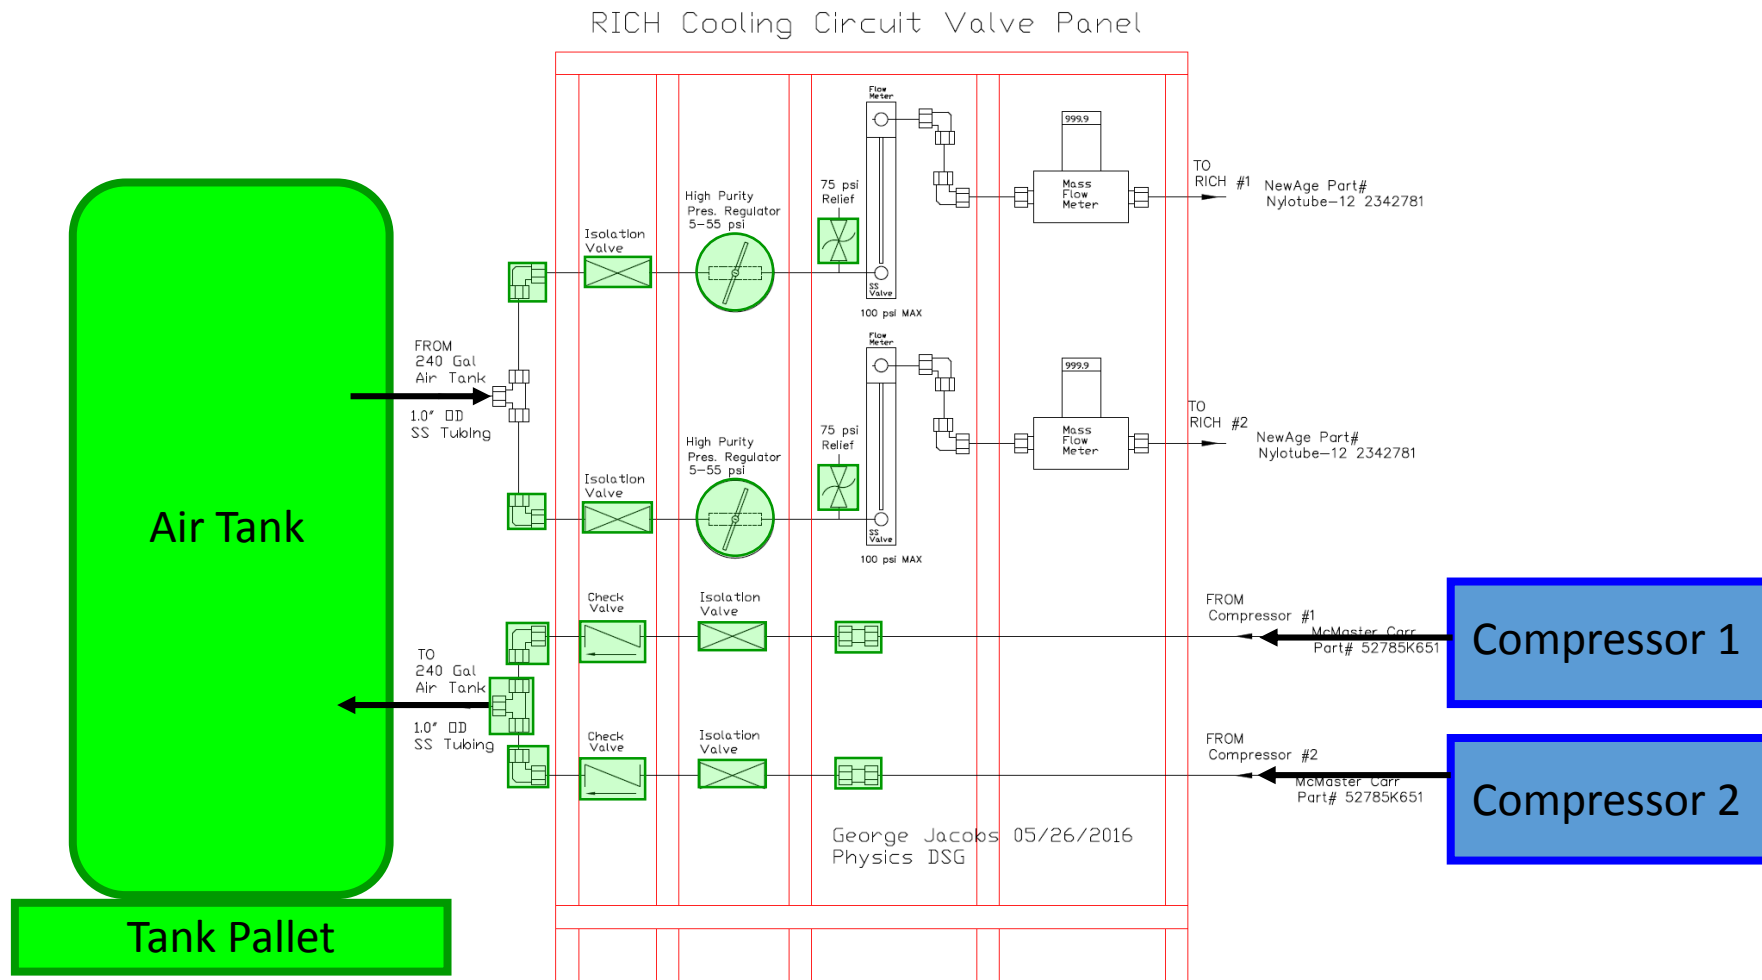 RICH Cooling Circuit Valve Panel
Flow
Meter
999.9
TO
RICH #1
NewAge Part#
Nylotube-12 2342781
Mass
Flow
Meter
75 psi
Relief
High Purity
Pres. Regulator
5-55 psi
Isolation
Valve
SS
Valve
100 psi MAX
FROM
240 Gal
Air Tank
1.0" OD
SS Tubing
Flow
Meter
999.9
TO
RICH #2
NewAge Part#
Nylotube-12 2342781
Mass
Flow
Meter
75 psi
Relief
High Purity
Pres. Regulator
5-55 psi
Isolation
Valve
SS
Valve
100 psi MAX
Air Tank
Check
Valve
Isolation
Valve
FROM
Compressor #1
McMaster Carr
Part# 52785K651
Compressor 1
TO
240 Gal
Air Tank
1.0" OD
SS Tubing
Check
Valve
Isolation
Valve
FROM
Compressor #2
McMaster Carr
Part# 52785K651
Compressor 2
George Jacobs 05/26/2016
Physics DSG
Tank Pallet